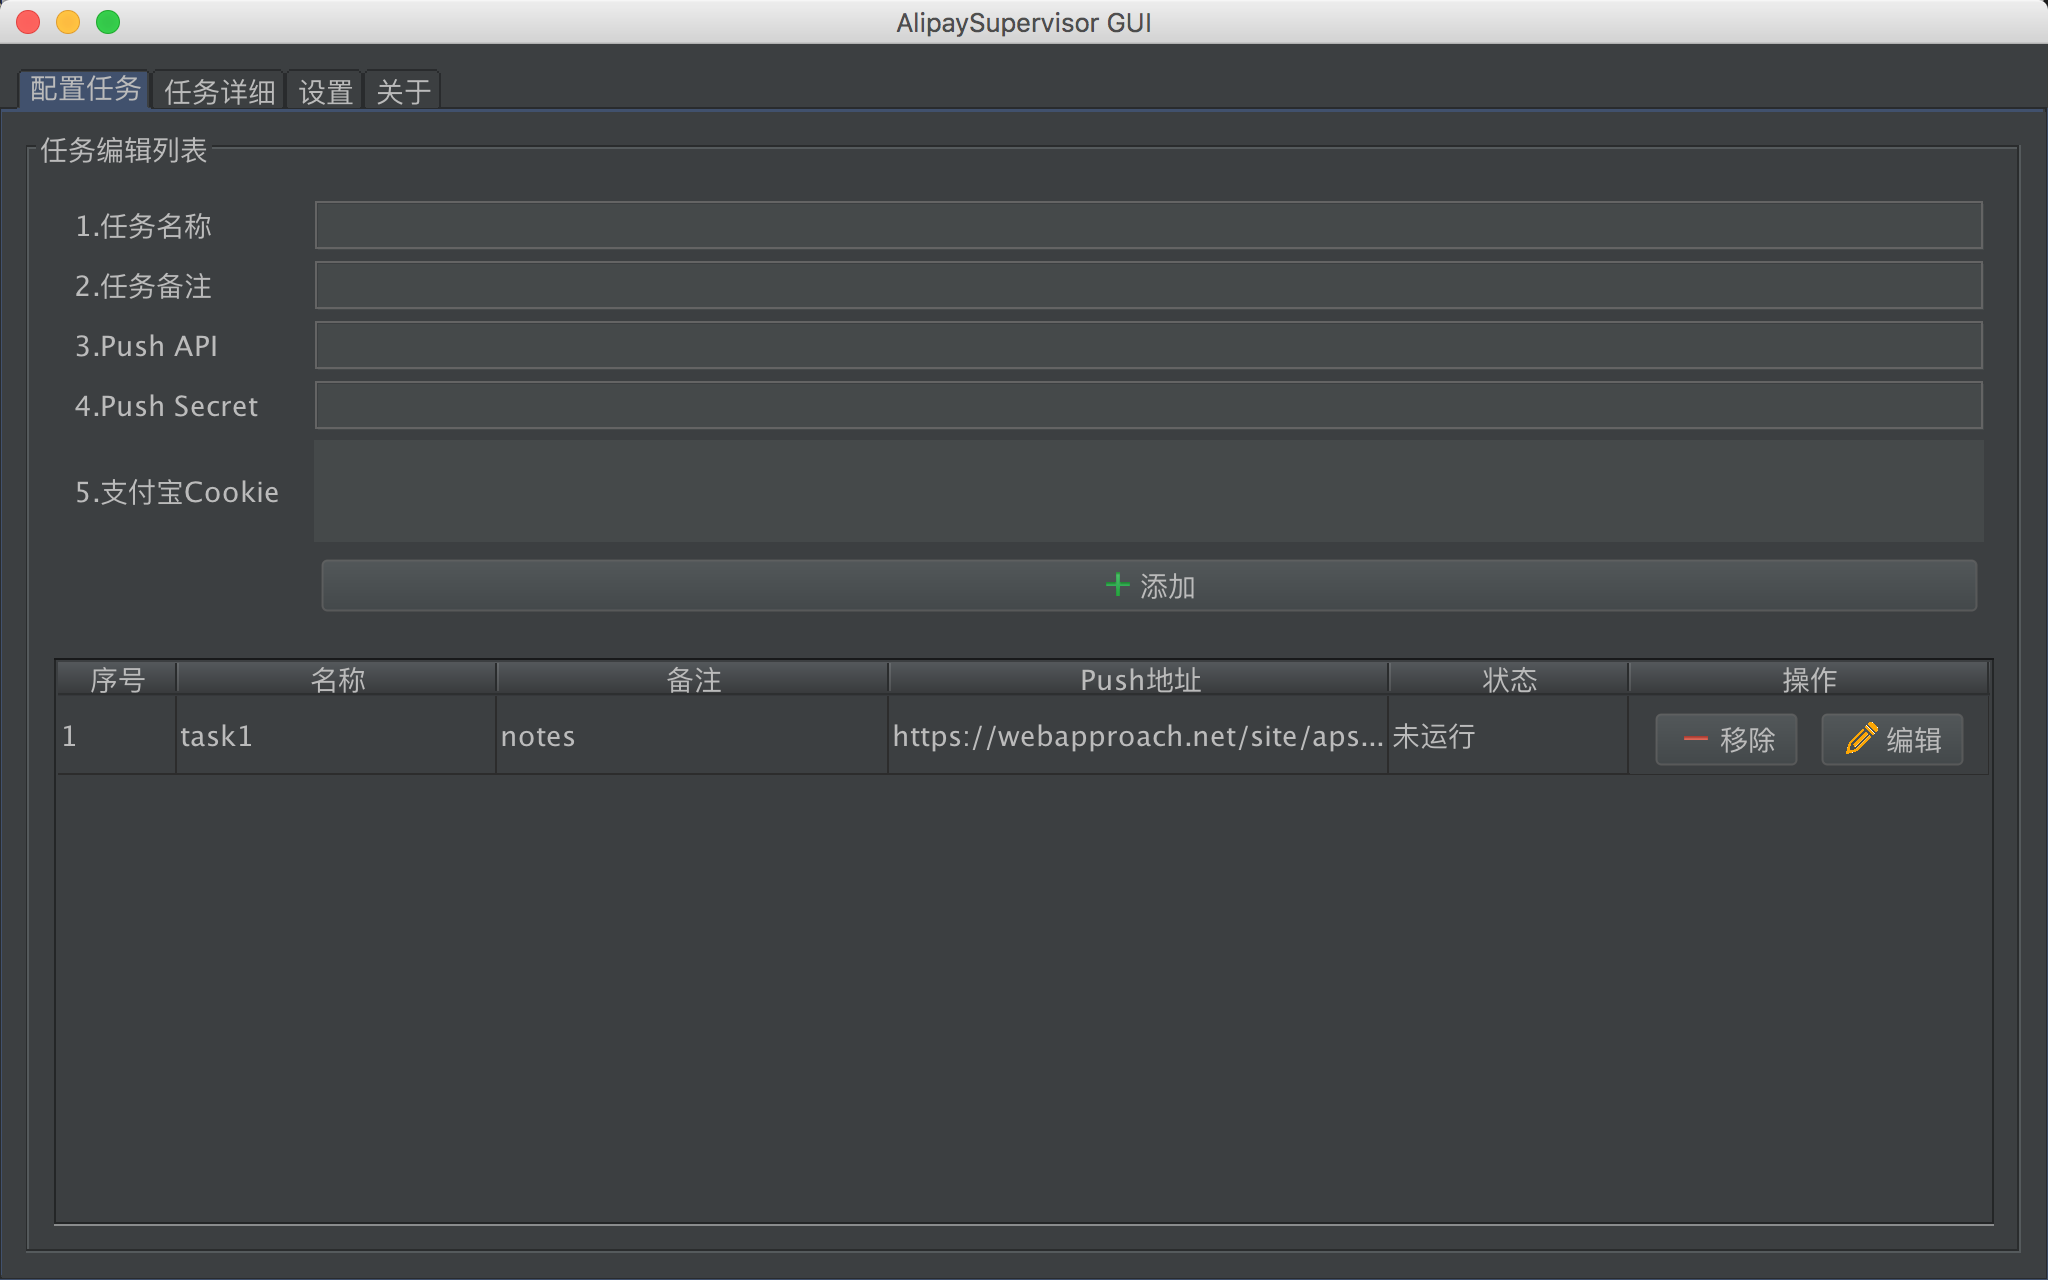 AlipaySupervisor GUI
配置任务 任务详细 设置 关于
任务编辑列表
1.任务名称
2.任务备注
3.Push API
4.Push Secret
5.支付宝Cookie
添加
序号 名称 备注 Push地址 状态 操作
1 task1 notes https://webapproach.net/site/aps... 未运行 移除 编辑